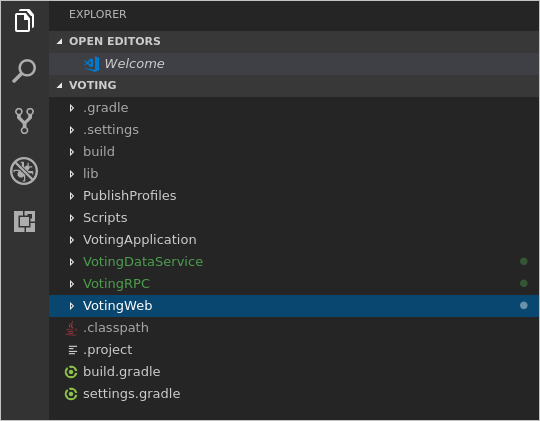 EXPLORER
OPEN EDITORS
Welcome
VOTING
.gradle
.settings
build
lib
PublishProfiles
Scripts
VotingApplication
VotingDataService
VotingRPC
VotingWeb
.classpath
.project
build.gradle
settings.gradle